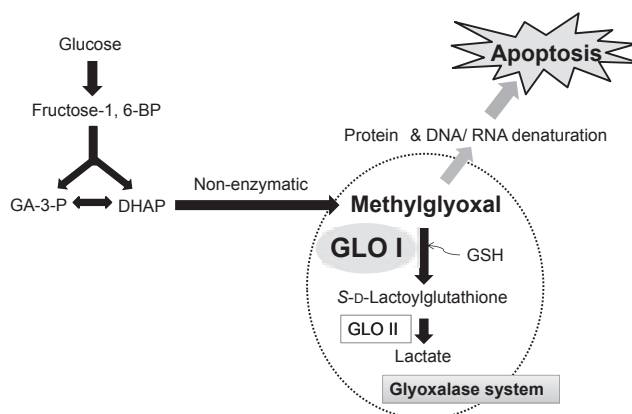 Glucose
Fructose-1, 6-BP
GA-3-P
DHAP
Non-enzymatic
Apoptosis
Protein & DNA/ RNA denaturation
Methylglyoxal
GLO I
GSH
S-D-Lactoylglutathione
GLO II
Lactate
Glyoxalase system